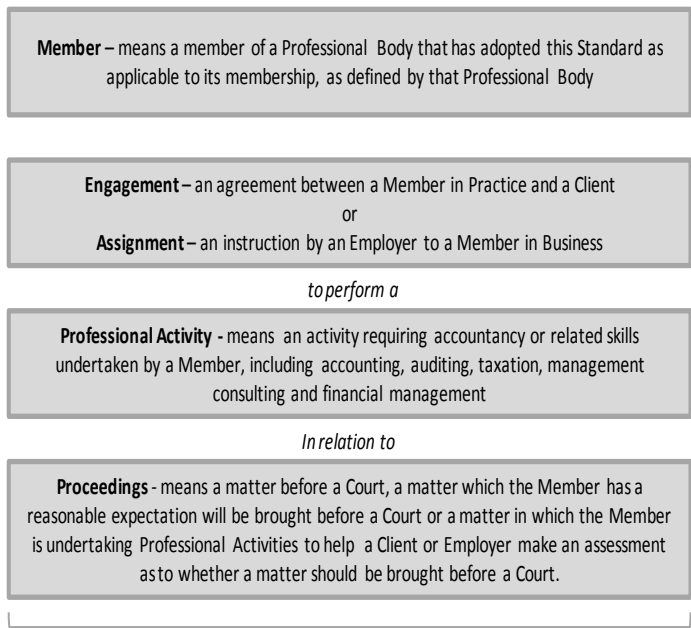 Member – means a member of a Professional Body that has adopted this Standard as
applicable to its membership, as defined by that Professional Body
Engagement – an agreement between a Member in Practice and a Client
or
Assignment – an instruction by an Employer to a Member in Business
to perform a
Professional Activity - means an activity requiring accountancy or related skills
undertaken by a Member, including accounting, auditing, taxation, management
consulting and financial management
In relation to
Proceedings - means a matter before a Court, a matter which the Member has a
reasonable expectation will be brought before a Court or a matter in which the Member
is undertaking Professional Activities to help a Client or Employer make an assessment
as to whether a matter should be brought before a Court.